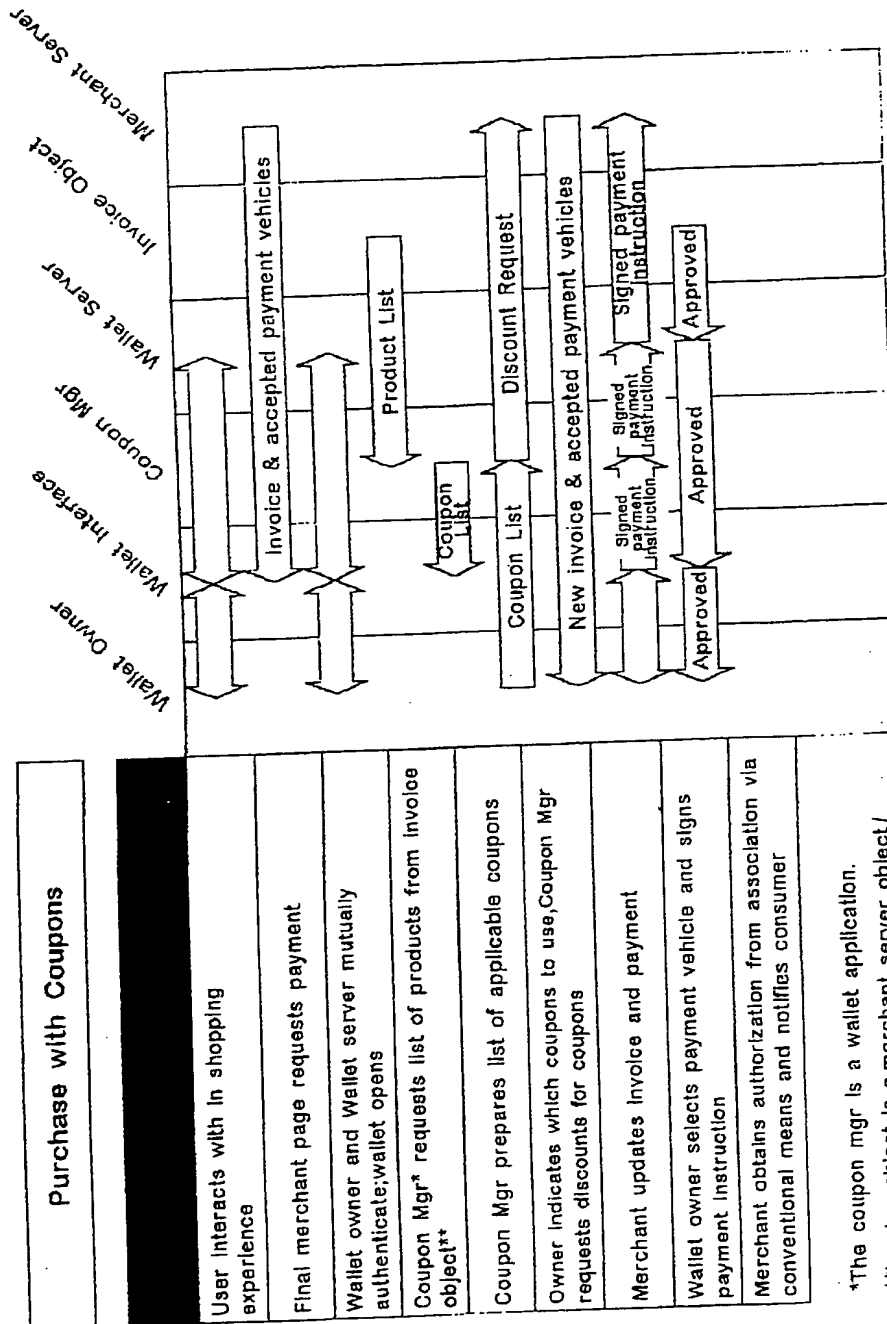 Purchase with Coupons
Wallet Owner
Wallet Interface
Coupon Mgr
Wallet Server
Invoice Object
Merchant Server
User Interacts with in shopping
experience
Final merchant page requests payment
Invoice & accepted payment vehicles
Wallet owner and Wallet server mutually
authenticate;wallet opens
Coupon Mgr* requests list of products from invoice
object**
Product List
Coupon Mgr prepares list of applicable coupons
Coupon
List
Owner Indicates which coupons to use,Coupon Mgr
requests discounts for coupons
Coupon List
Discount Request
Merchant updates Invoice and payment
New invoice & accepted payment vehicles
Wallet owner selects payment vehicle and signs
payment Instruction
Signed
payment
Instruction
Signed
payment
Instruction
Signed payment
Instruction
Merchant obtains authorization from association via
conventional means and notifies consumer
Approved
Approved
Approved
*The coupon mgr is a wallet application.